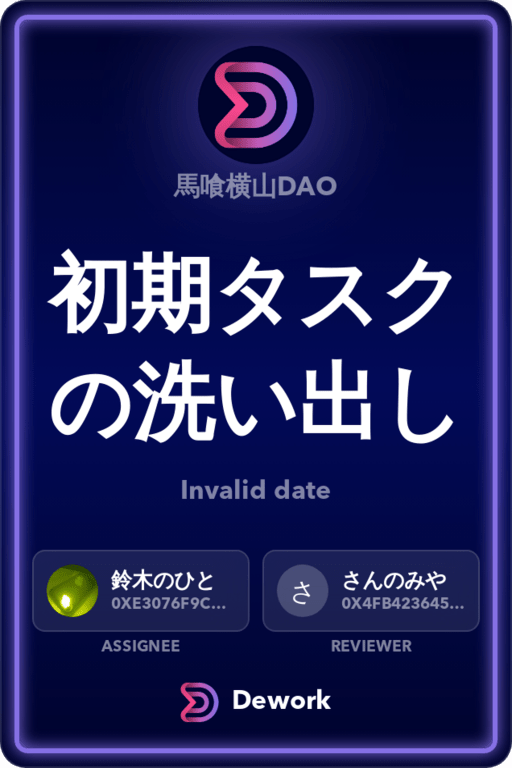 馬喰横山DAO
初期タスク
の洗い出し
Invalid date
鈴木のひと
0XE3076F9C...
さ
さんのみや
0X4FB423645...
ASSIGNEE
REVIEWER
Dework